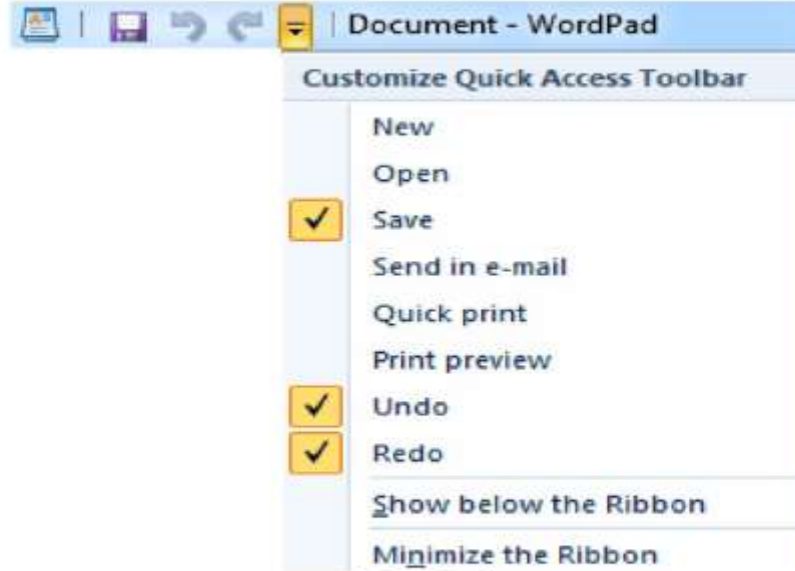 Document - WordPad
Customize Quick Access Toolbar
New
Open
Save
Send in e-mail
Quick print
Print preview
Undo
Redo
Show below the Ribbon
Minimize the Ribbon